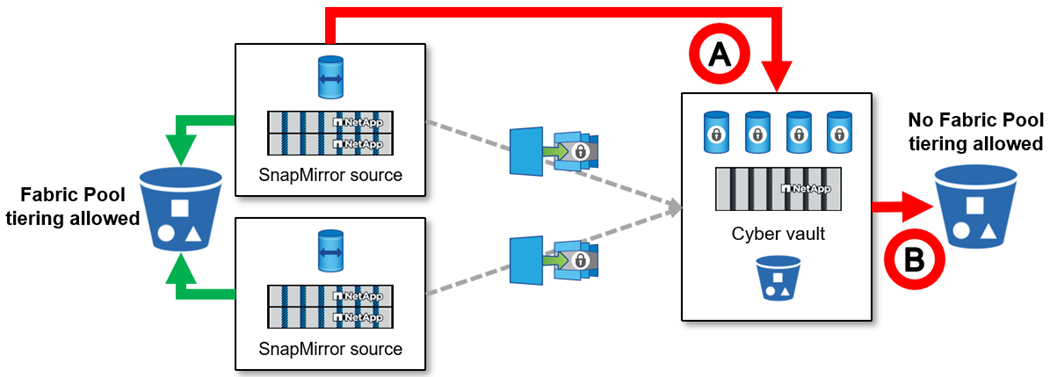 A
NetApp
NetApp
SnapMirror source
Fabric Pool
tiering allowed
NetApp
NetApp
SnapMirror source
NetApp
Cyber vault
No Fabric Pool
tiering allowed
B